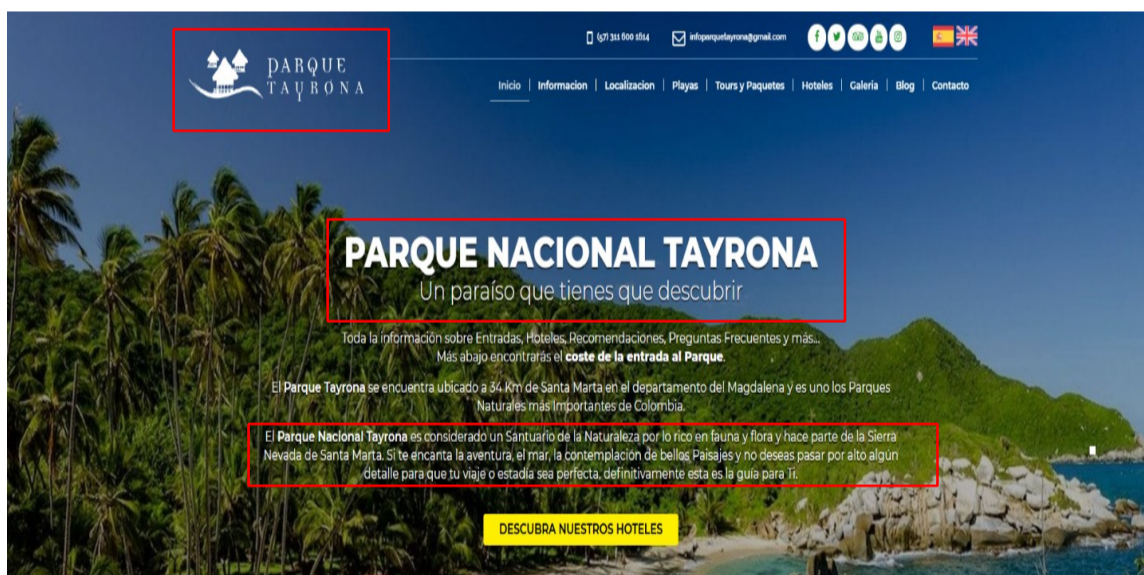 PARQUE
TAYRONA
(57) 311 600 1614
infoparquetayrona@gmail.com
Inicio | Informacion | Localizacion | Playas | Tours y Paquetes | Hoteles | Galeria | Blog | Contacto
PARQUE NACIONAL TAYRONA
Un paraíso que tienes que descubrir
Toda la información sobre Entradas, Hoteles, Recomendaciones, Preguntas Frecuentes y más...
Más abajo encontrarás el coste de la entrada al Parque.
El Parque Tayrona se encuentra ubicado a 34 Km de Santa Marta en el departamento del Magdalena y es uno los Parques
Naturales más Importantes de Colombia.
El Parque Nacional Tayrona es considerado un Santuario de la Naturaleza por lo rico en fauna y flora y hace parte de la Sierra
Nevada de Santa Marta. Si te encanta la aventura, el mar, la contemplación de bellos Paisajes y no deseas pasar por alto algún
detalle para que tu viaje o estadía sea perfecta, definitivamente esta es la guía para Ti.
DESCUBRA NUESTROS HOTELES